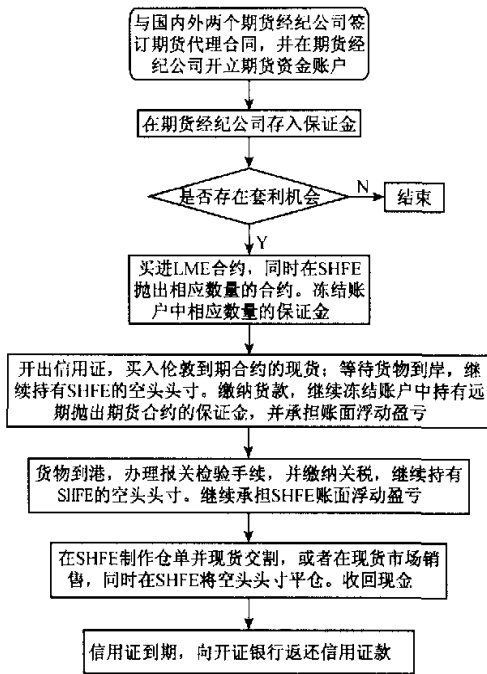 与国内外两个期货经纪公司签
订期货代理合同，并在期货经
纪公司开立期货资金账户
在期货经纪公司存入保证金
是否存在套利机会
N
结束
Y
买进LME合约，同时在SHFE
抛出相应数量的合约。冻结账
户中相应数量的保证金
开出信用证，买入伦敦到期合约的现货；等待货物到岸，继
续持有SHFE的空头头寸。缴纳货款，继续冻结账户中持有远
期抛出期货合约的保证金，并承担账面浮动盈亏
货物到港，办理报关检验手续，并缴纳关税，继续持有
SHFE的空头头寸。继续承担SHFE账面浮动盈亏
在SHFE制作仓单并现货交割，或者在现货市场销
售，同时在SHFE将空头头寸平仓。收回现金
信用证到期，向开证银行返还信用证款